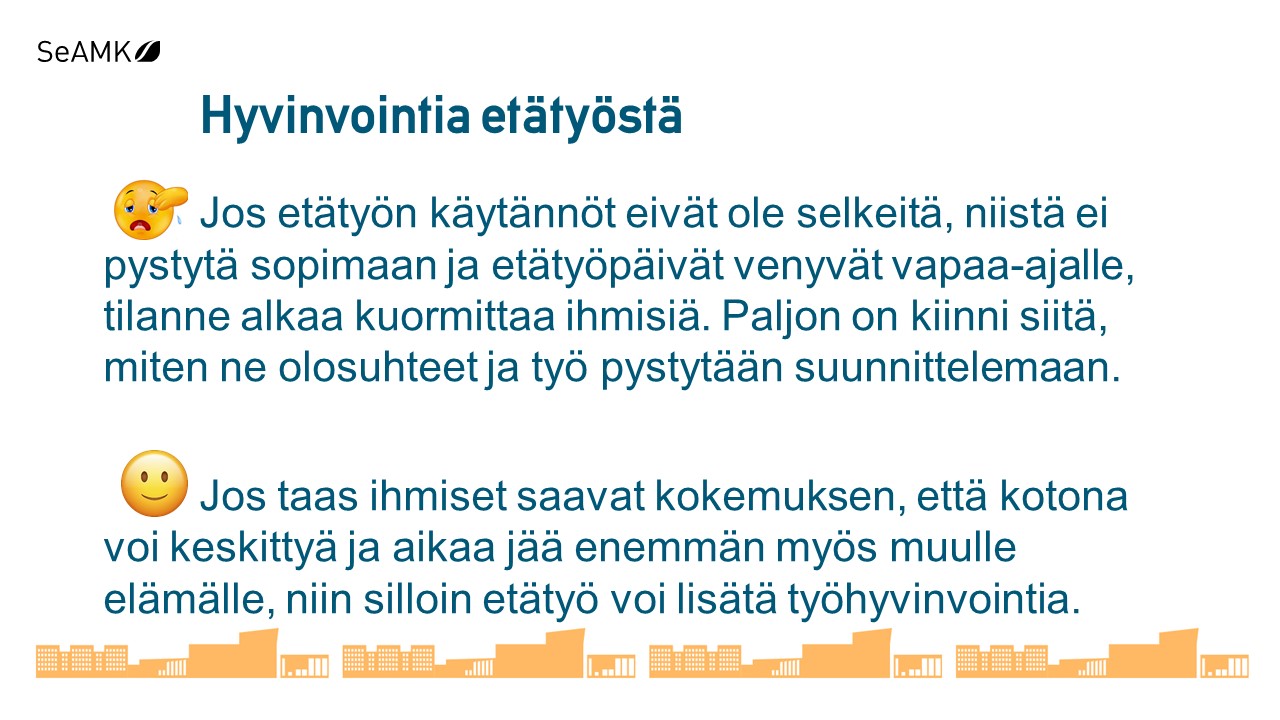 SeAMK
Hyvinvointia etätyöstä
Jos etätyön käytännöt eivät ole selkeitä, niistä ei
pystytä sopimaan ja etätyöpäivät venyvät vapaa-ajalle,
tilanne alkaa kuormittaa ihmisiä. Paljon on kiinni siitä,
miten ne olosuhteet ja työ pystytään suunnittelemaan.
Jos taas ihmiset saavat kokemuksen, että kotona
voi keskittyä ja aikaa jää enemmän myös muulle
elämälle, niin silloin etätyö voi lisätä työhyvinvointia.